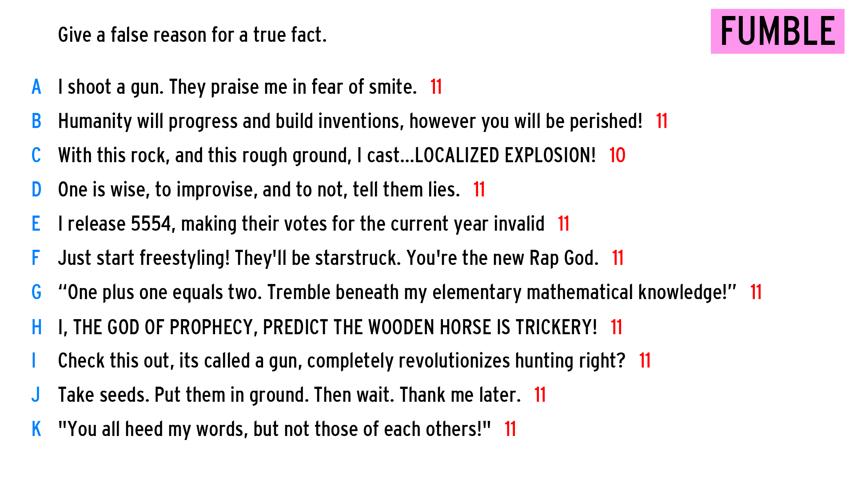 Give a false reason for a true fact.
FUMBLE
A I shoot a gun. They praise me in fear of smite. 11
B Humanity will progress and build inventions, however you will be perished! 11
C With this rock, and this rough ground, I cast...LOCALIZED EXPLOSION! 10
D One is wise, to improvise, and to not, tell them lies. 11
E I release 5554, making their votes for the current year invalid 11
F Just start freestyling! They'll be starstruck. You're the new Rap God. 11
G “One plus one equals two. Tremble beneath my elementary mathematical knowledge!” 11
H I, THE GOD OF PROPHECY, PREDICT THE WOODEN HORSE IS TRICKERY! 11
I Check this out, its called a gun, completely revolutionizes hunting right? 11
J Take seeds. Put them in ground. Then wait. Thank me later. 11
K "You all heed my words, but not those of each others!" 11